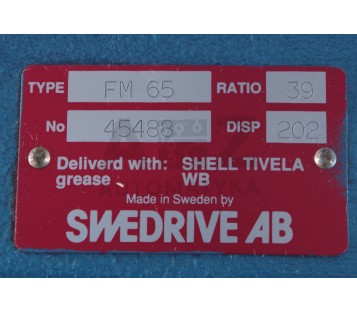 TYPE FM 65 RATIO 39
No 45488 DISP 202
Deliverd with: SHELL TIVELA
grease WB
Made in Sweden by
SWEDRIVE AB